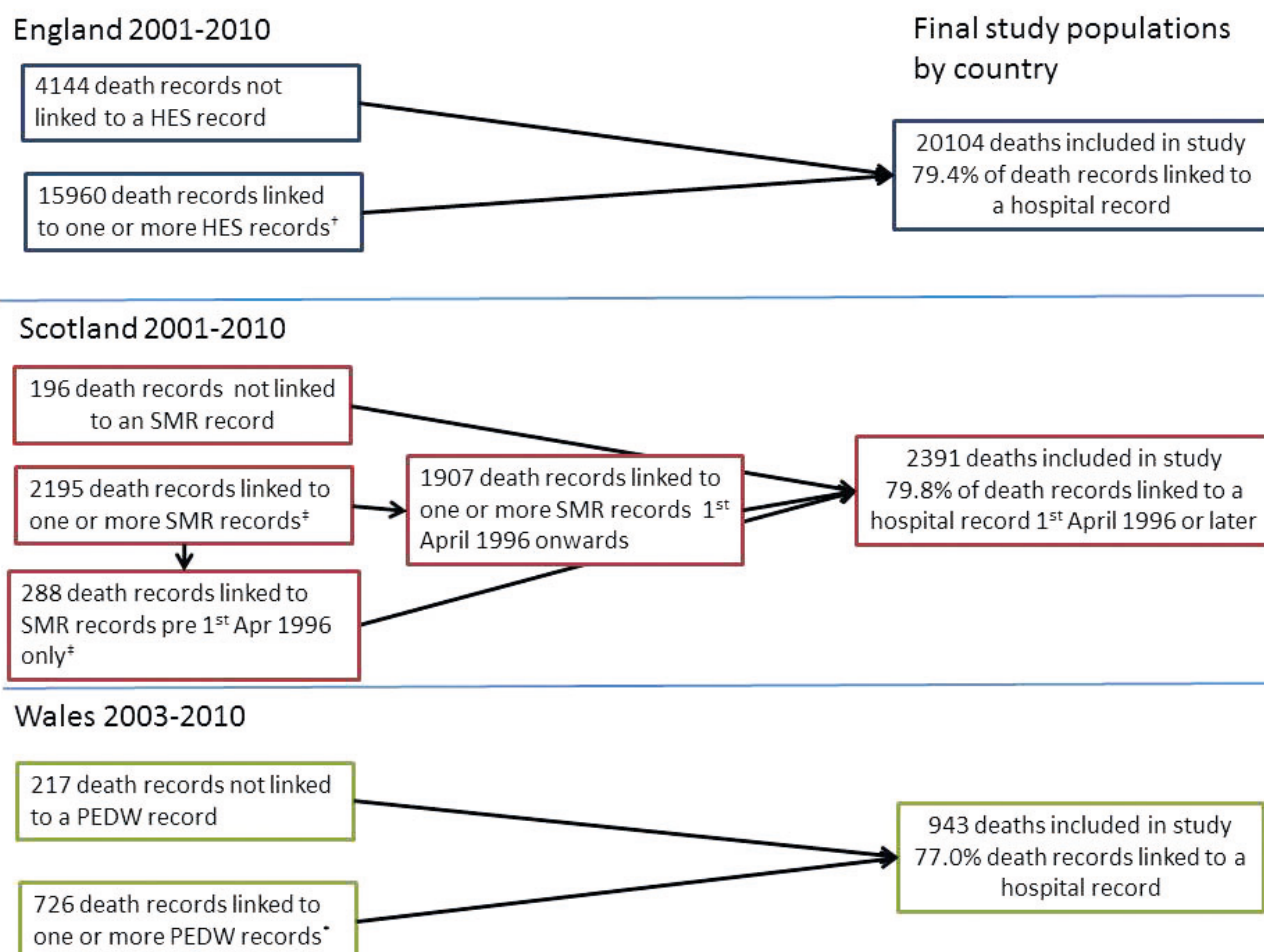 England 2001-2010
4144 death records not
linked to a HES record
15960 death records linked
to one or more HES records†
Final study populations
by country
20104 deaths included in study
79.4% of death records linked to
a hospital record
Scotland 2001-2010
196 death records not linked
to an SMR record
2195 death records linked to
one or more SMR records‡
288 death records linked to
SMR records pre 1st Apr 1996
only‡
1907 death records linked to
one or more SMR records 1st
April 1996 onwards
2391 deaths included in study
79.8% of death records linked to a
hospital record 1st April 1996 or later
Wales 2003-2010
217 death records not linked
to a PEDW record
726 death records linked to
one or more PEDW records*
943 deaths included in study
77.0% death records linked to a
hospital record